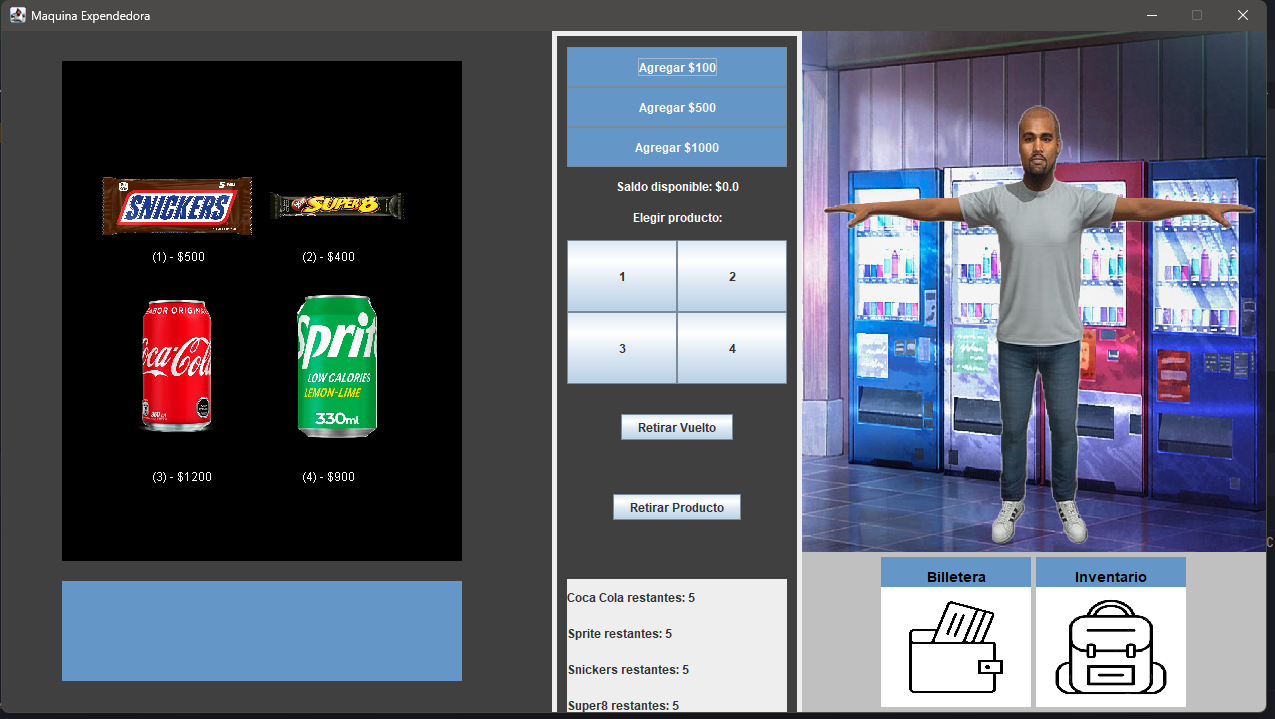 Maquina Expendedora
SNICKERS
SUPER8
(1) - $500
(2) - $400
SABOR ORIGINAL
Coca-Cola
Sprite
LOW CALORIES
LEMON-LIME
330ml
(3) - $1200
(4) - $900
Agregar $100
Agregar $500
Agregar $1000
Saldo disponible: $0.0
Elegir producto:
1
2
3
4
Retirar Vuelto
Retirar Producto
Coca Cola restantes: 5
Sprite restantes: 5
Snickers restantes: 5
Super8 restantes: 5
Billetera
Inventario